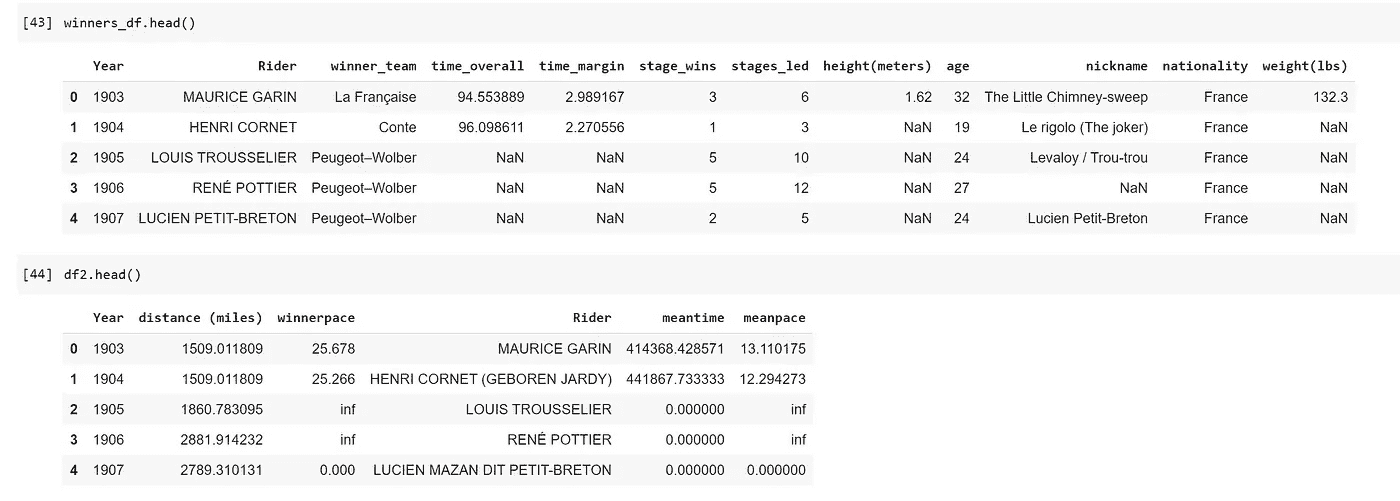 [43] winners_df.head()
Year Rider winner_team time_overall time_margin stage_wins stages_led height(meters) age nickname nationality weight(lbs)
0 1903 MAURICE GARIN La Française 94.553889 2.989167 3 6 1.62 32 The Little Chimney-sweep France 132.3
1 1904 HENRI CORNET Conte 96.098611 2.270556 1 3 NaN 19 Le rigolo (The joker) France NaN
2 1905 LOUIS TROUSSELIER Peugeot–Wolber NaN NaN 5 10 NaN 24 Levaloy / Trou-trou France NaN
3 1906 RENÉ POTTIER Peugeot–Wolber NaN NaN 5 12 NaN 27 NaN France NaN
4 1907 LUCIEN PETIT-BRETON Peugeot–Wolber NaN NaN 2 5 NaN 24 Lucien Petit-Breton France NaN
[44] df2.head()
Year distance (miles) winnerpace Rider meantime meanpace
0 1903 1509.011809 25.678 MAURICE GARIN 414368.428571 13.110175
1 1904 1509.011809 25.266 HENRI CORNET (GEBOREN JARDY) 441867.733333 12.294273
2 1905 1860.783095 inf LOUIS TROUSSELIER 0.000000 inf
3 1906 2881.914232 inf RENÉ POTTIER 0.000000 inf
4 1907 2789.310131 0.000 LUCIEN MAZAN DIT PETIT-BRETON 0.000000 0.000000